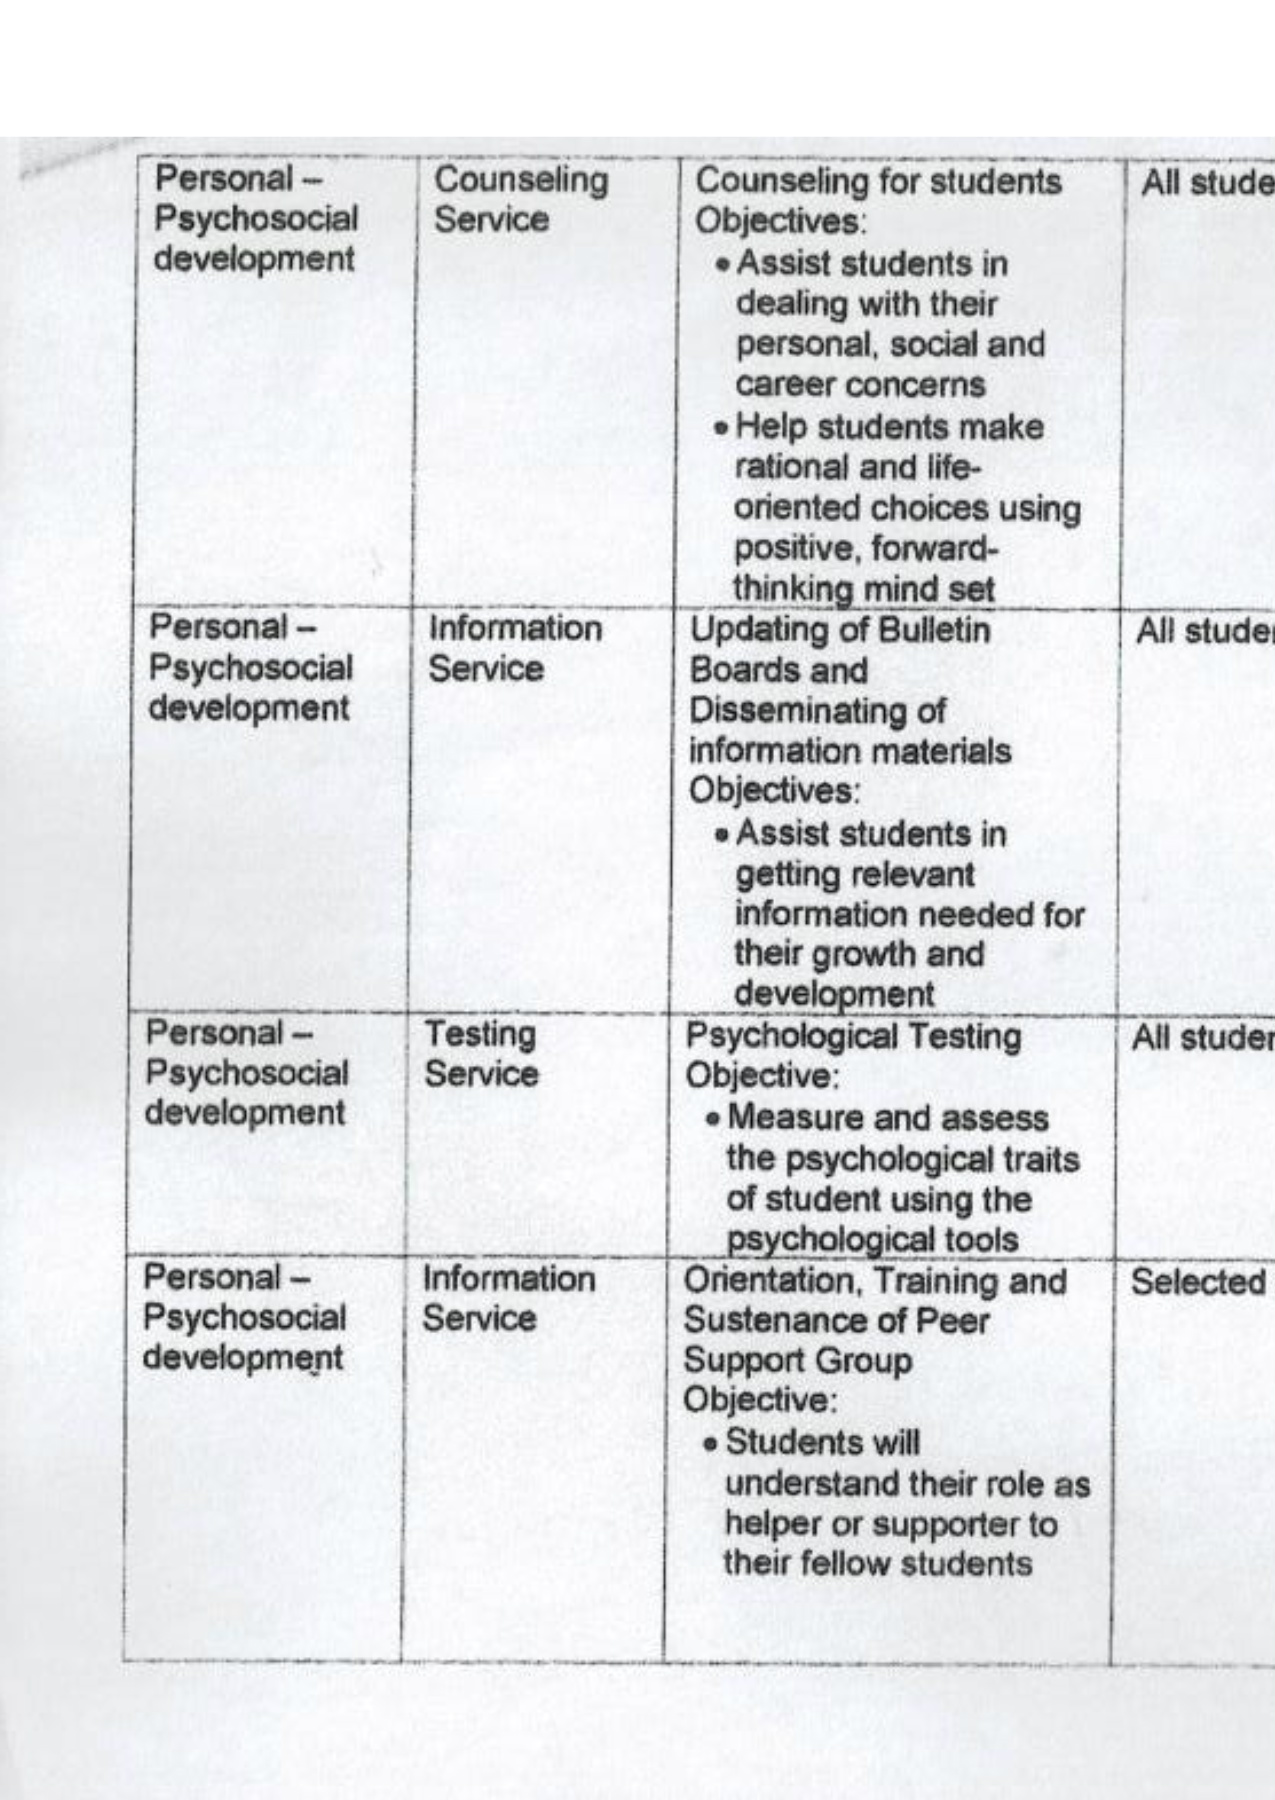 Personal –
Psychosocial
development
Counseling
Service
Counseling for students
Objectives:
• Assist students in
dealing with their
personal, social and
career concerns
• Help students make
rational and life-
oriented choices using
positive, forward-
thinking mind set
All stude
Personal –
Psychosocial
development
Information
Service
Updating of Bulletin
Boards and
Disseminating of
information materials
Objectives:
• Assist students in
getting relevant
information needed for
their growth and
development
All studer
Personal –
Psychosocial
development
Testing
Service
Psychological Testing
Objective:
• Measure and assess
the psychological traits
of student using the
psychological tools
All studer
Personal –
Psychosocial
development
Information
Service
Orientation, Training and
Sustenance of Peer
Support Group
Objective:
• Students will
understand their role as
helper or supporter to
their fellow students
Selected